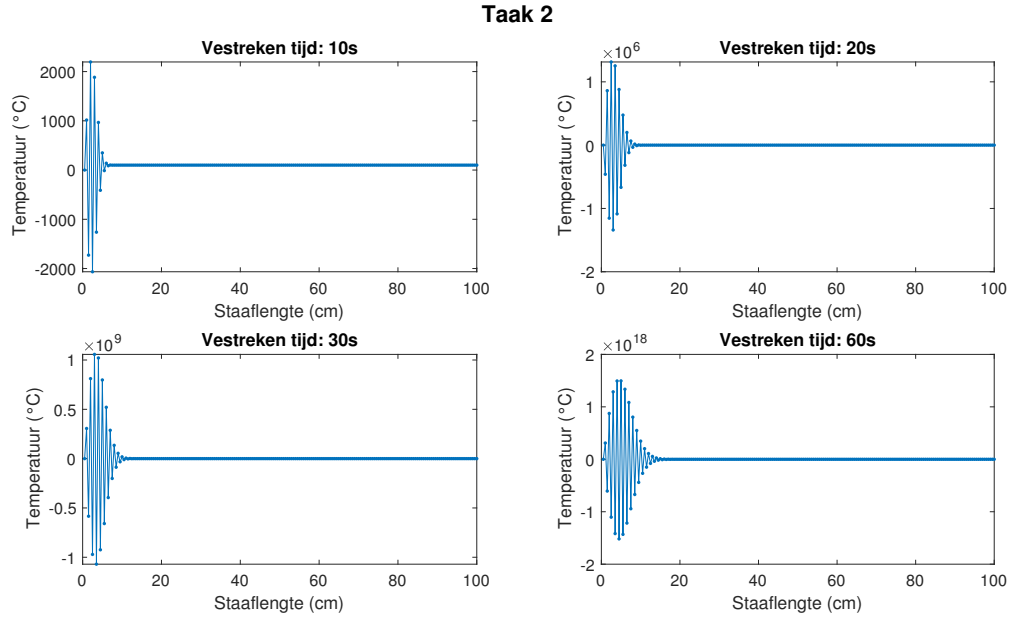 Taak 2
Vestreken tijd: 10s
2000
1000
0
-1000
-2000
Temperatuur (°C)
0 20 40 60 80 100
Staaflengte (cm)
Vestreken tijd: 20s
×10^6
1
0
-1
-2
Temperatuur (°C)
0 20 40 60 80 100
Staaflengte (cm)
Vestreken tijd: 30s
×10^9
1
0.5
0
-0.5
-1
Temperatuur (°C)
0 20 40 60 80 100
Staaflengte (cm)
Vestreken tijd: 60s
×10^18
2
1
0
-1
-2
Temperatuur (°C)
0 20 40 60 80 100
Staaflengte (cm)